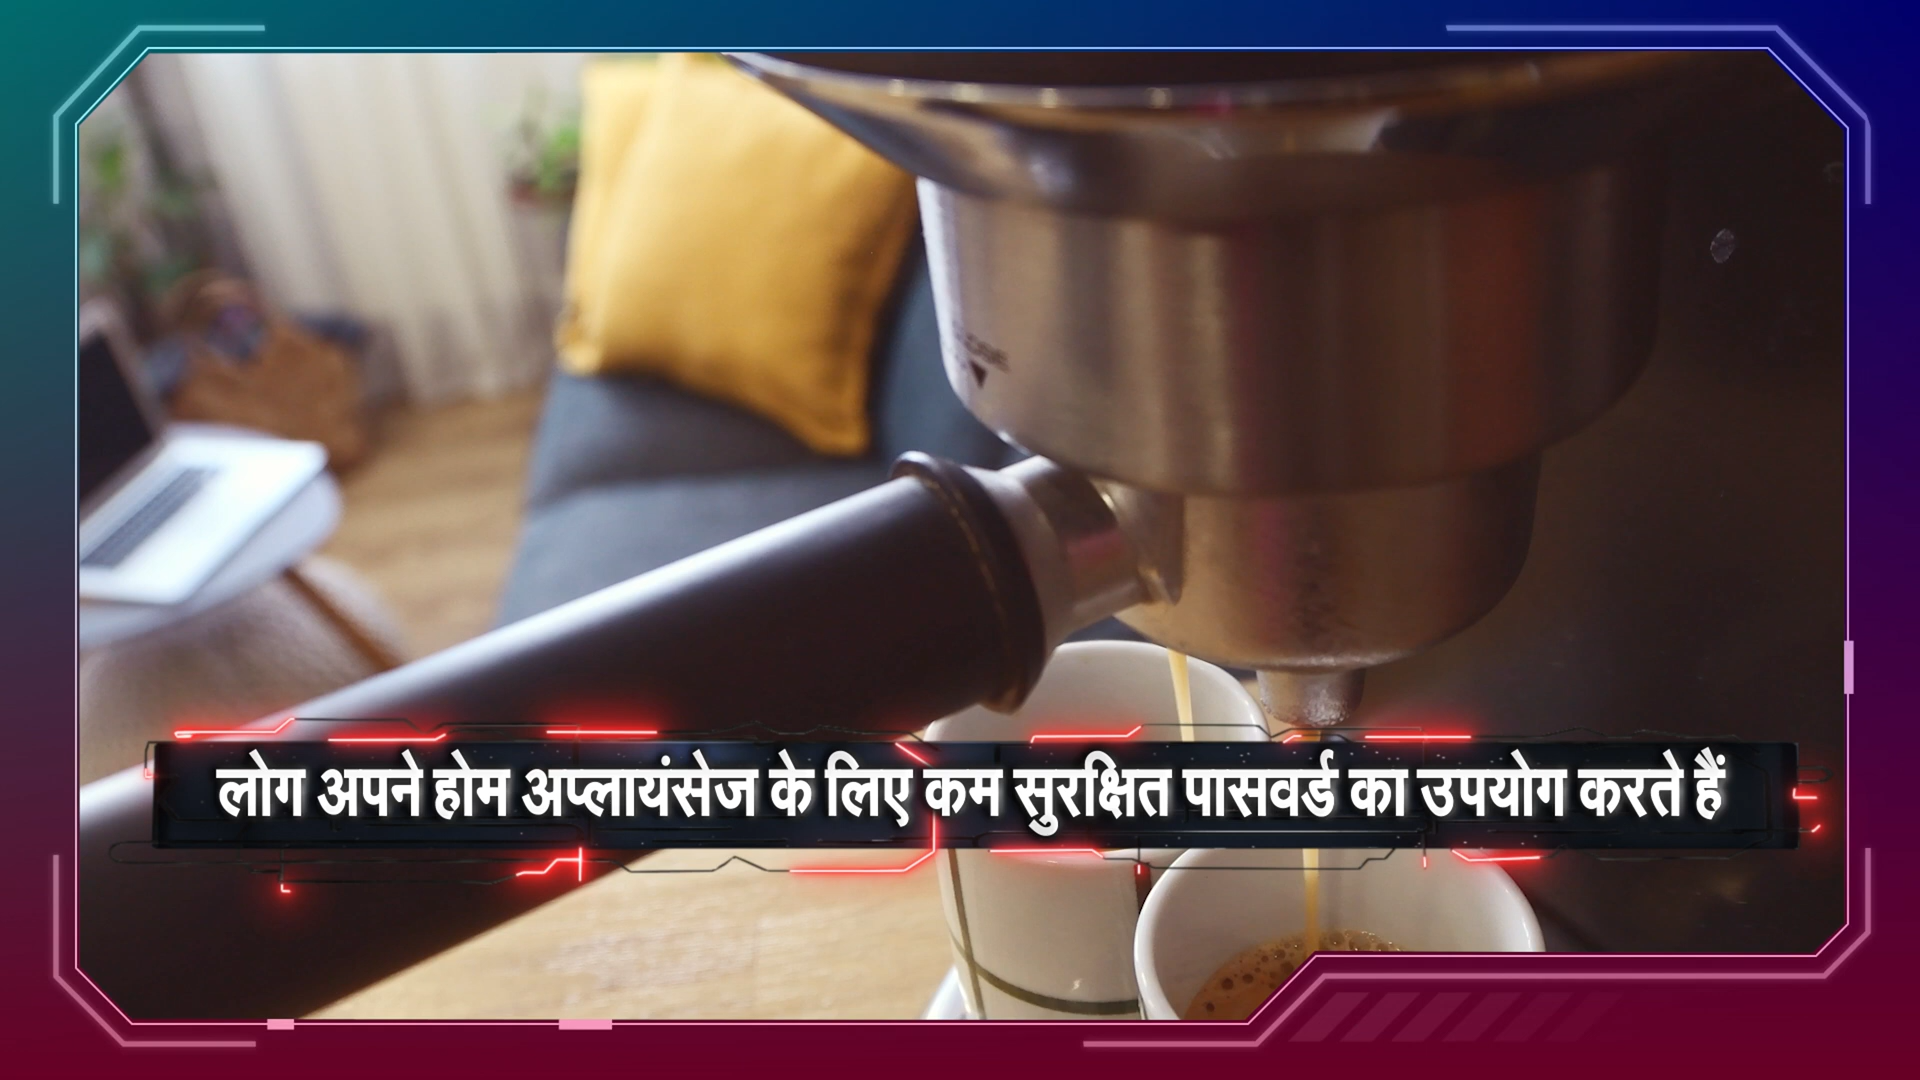 लोग अपने होम अप्लायंसेज के लिए कम सुरक्षित पासवर्ड का उपयोग करते हैं